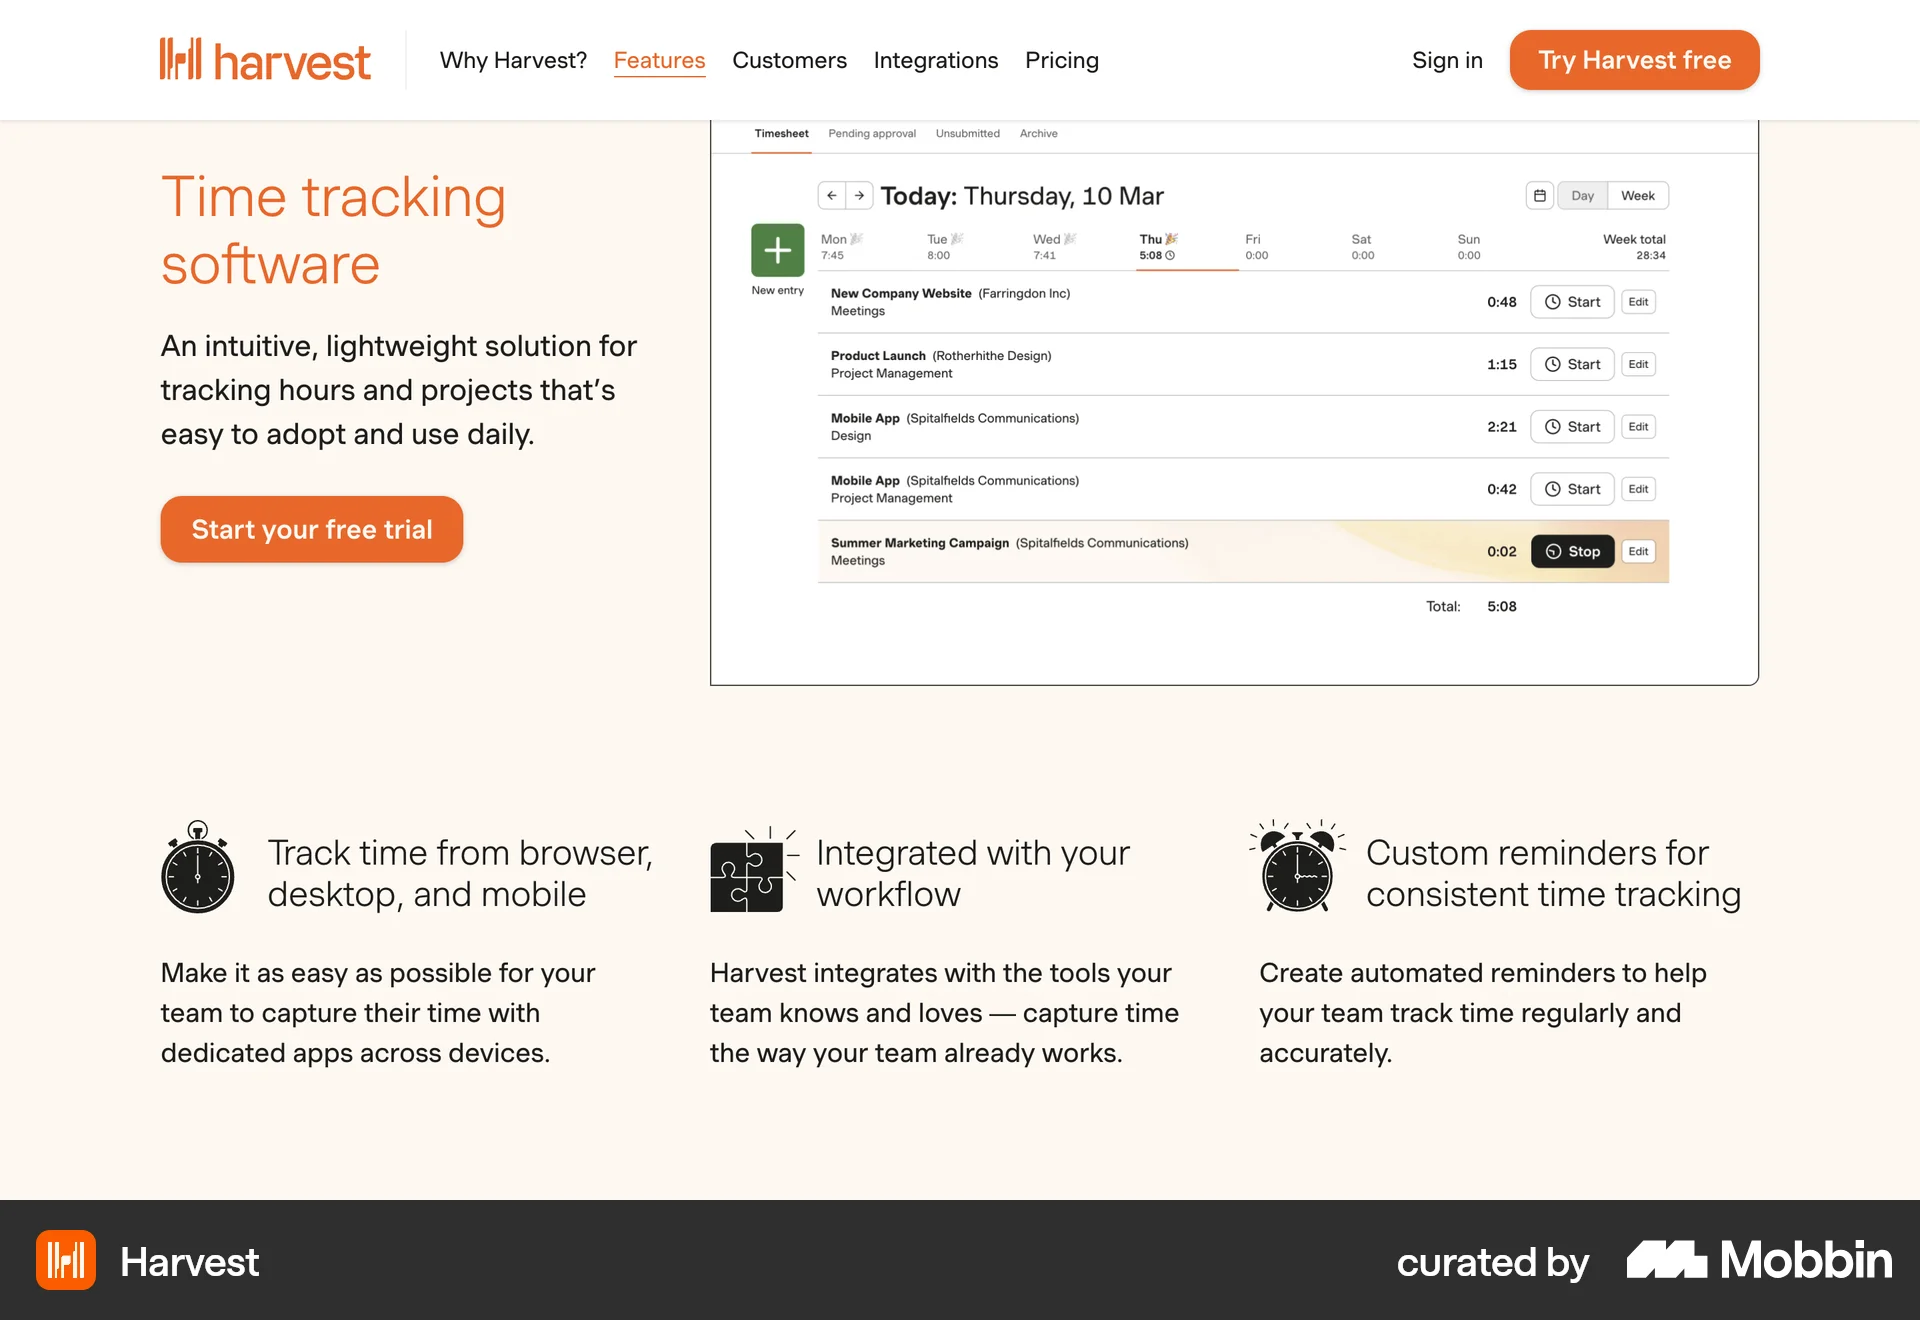 harvest
Why Harvest? Features Customers Integrations Pricing
Sign in
Try Harvest free
Time tracking
software
An intuitive, lightweight solution for
tracking hours and projects that’s
easy to adopt and use daily.
Start your free trial
Timesheet Pending approval Unsubmitted Archive
Today: Thursday, 10 Mar
Day Week
New entry
Mon Tue Wed Thu Fri Sat Sun Week total
7:45 8:00 7:41 5:08 0:00 0:00 0:00 28:34
New Company Website (Farringdon Inc)
Meetings
0:48 Start Edit
Product Launch (Rotherhithe Design)
Project Management
1:15 Start Edit
Mobile App (Spitalfields Communications)
Design
2:21 Start Edit
Mobile App (Spitalfields Communications)
Project Management
0:42 Start Edit
Summer Marketing Campaign (Spitalfields Communications)
Meetings
0:02 Stop Edit
Total: 5:08
Track time from browser,
desktop, and mobile
Make it as easy as possible for your
team to capture their time with
dedicated apps across devices.
Integrated with your
workflow
Harvest integrates with the tools your
team knows and loves — capture time
the way your team already works.
Custom reminders for
consistent time tracking
Create automated reminders to help
your team track time regularly and
accurately.
Harvest
curated by Mobbin